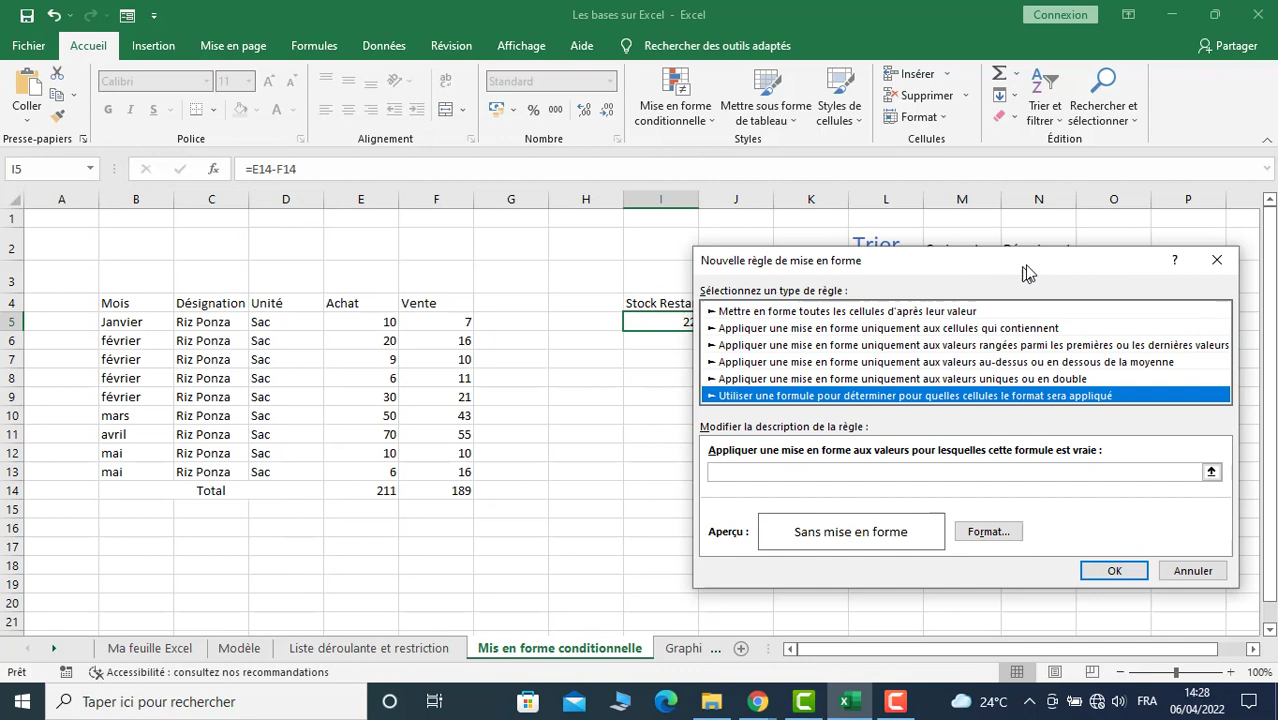 Les bases sur Excel - Excel
Connexion
Fichier Accueil Insertion Mise en page Formules Données Révision Affichage Aide Rechercher des outils adaptés Partager
Coller
Calibri 11
Standard
Mise en forme conditionnelle
Mettre sous forme de tableau
Styles de cellules
Insérer
Supprimer
Format
Trier et filtrer
Rechercher et sélectionner
Presse-papiers Police Alignement Nombre Styles Cellules Édition
I5 fx =E14-F14
A B C D E F G H I J K L M N O P
1
2 Trier
3
4 Mois Désignation Unité Achat Vente Stock Resta
5 Janvier Riz Ponza Sac 10 7 22
6 février Riz Ponza Sac 20 16
7 février Riz Ponza Sac 9 10
8 février Riz Ponza Sac 6 11
9 février Riz Ponza Sac 30 21
10 mars Riz Ponza Sac 50 43
11 avril Riz Ponza Sac 70 55
12 mai Riz Ponza Sac 10 10
13 mai Riz Ponza Sac 6 16
14 Total 211 189
15
16
17
18
19
20
21
Nouvelle règle de mise en forme ?
Sélectionnez un type de règle :
► Mettre en forme toutes les cellules d'après leur valeur
► Appliquer une mise en forme uniquement aux cellules qui contiennent
► Appliquer une mise en forme uniquement aux valeurs rangées parmi les premières ou les dernières valeurs
► Appliquer une mise en forme uniquement aux valeurs au-dessus ou en dessous de la moyenne
► Appliquer une mise en forme uniquement aux valeurs uniques ou en double
► Utiliser une formule pour déterminer pour quelles cellules le format sera appliqué
Modifier la description de la règle :
Appliquer une mise en forme aux valeurs pour lesquelles cette formule est vraie :
Aperçu : Sans mise en forme Format...
OK Annuler
Ma feuille Excel Modèle Liste déroulante et restriction Mis en forme conditionnelle Graphi ...
Prêt Accessibilité : consultez nos recommandations 100%
Taper ici pour rechercher
24°C FRA
14:28
06/04/2022